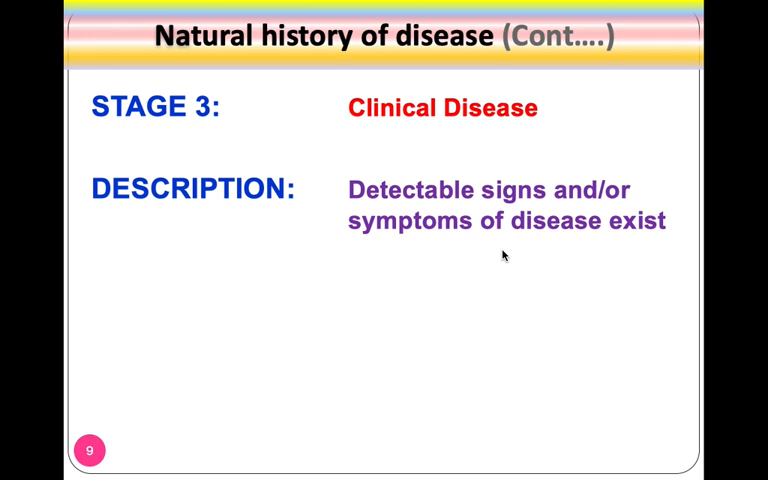 Natural history of disease (Cont....)
STAGE 3: Clinical Disease
DESCRIPTION: Detectable signs and/or
symptoms of disease exist
9